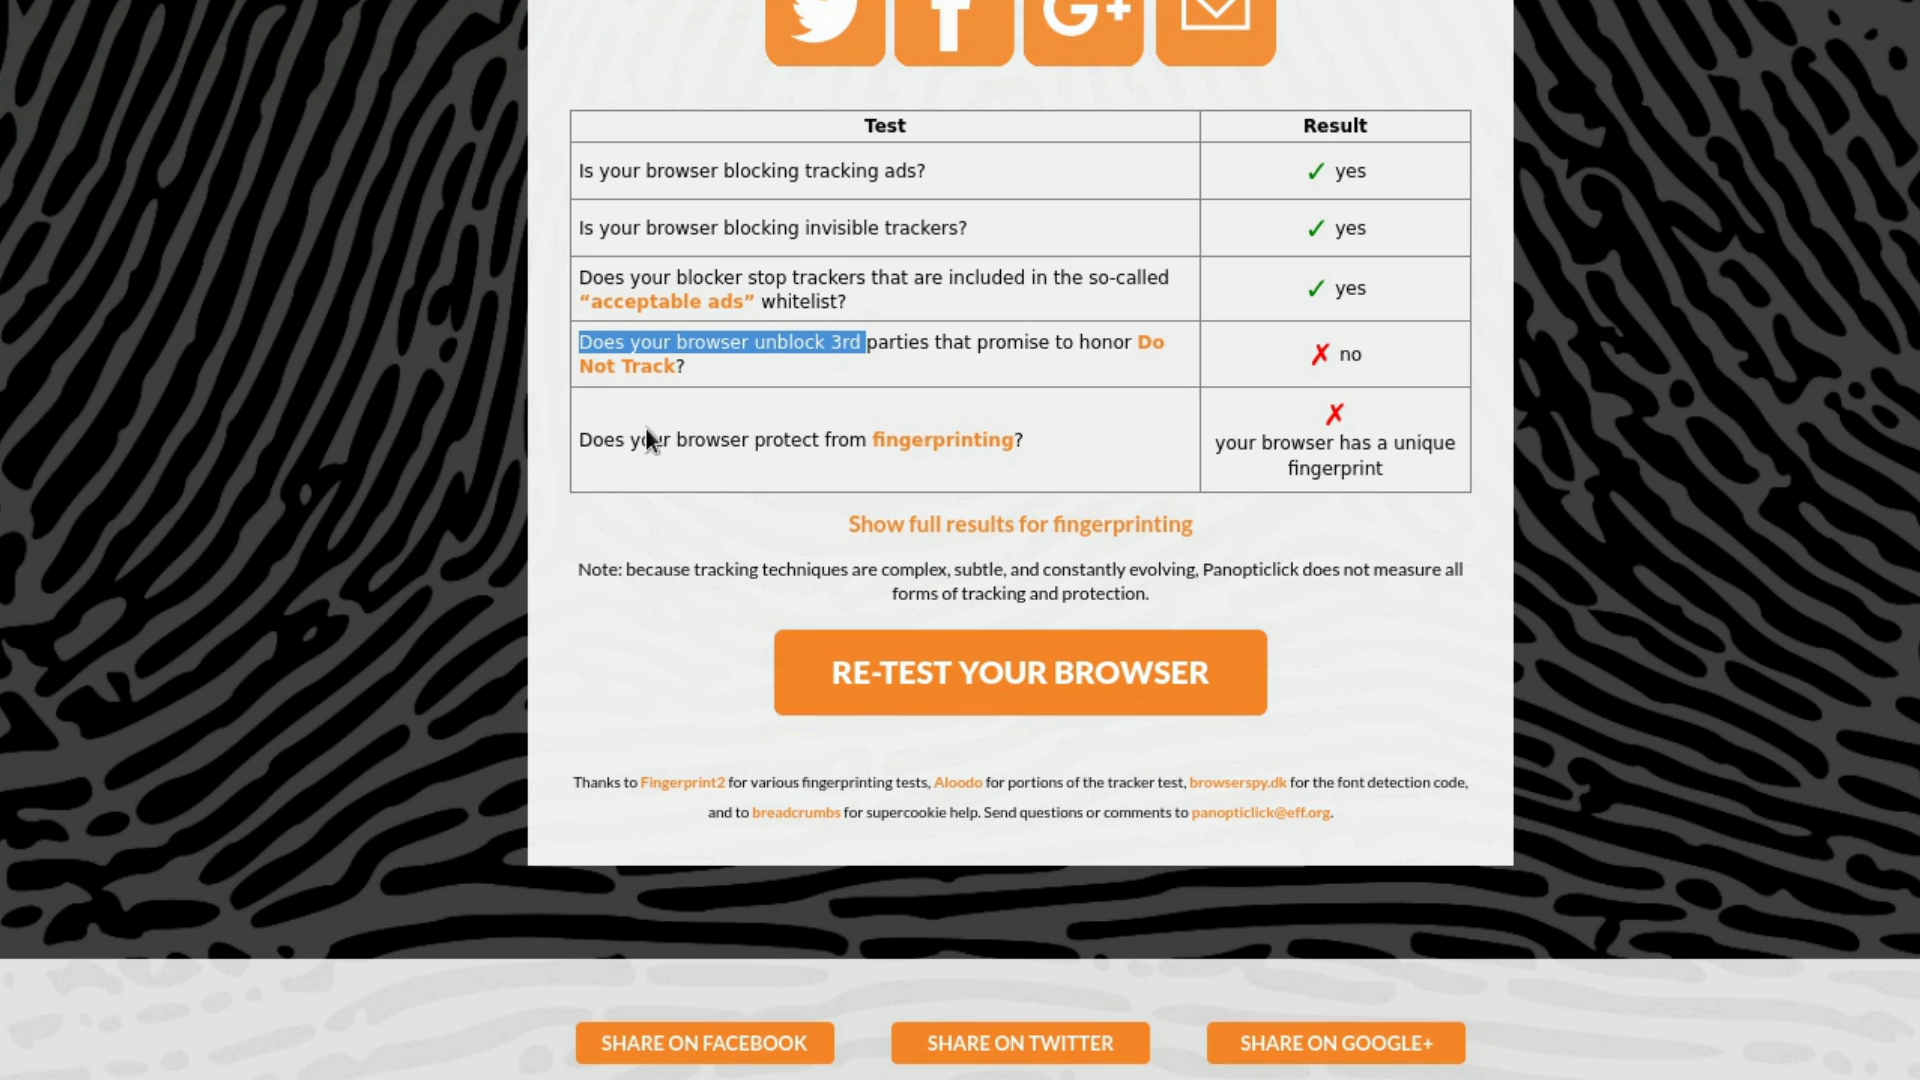 G+
Test Result
Is your browser blocking tracking ads? ✓ yes
Is your browser blocking invisible trackers? ✓ yes
Does your blocker stop trackers that are included in the so-called
“acceptable ads” whitelist? ✓ yes
Does your browser unblock 3rd parties that promise to honor Do
Not Track? ✗ no
Does your browser protect from fingerprinting? ✗
your browser has a unique
fingerprint
Show full results for fingerprinting
Note: because tracking techniques are complex, subtle, and constantly evolving, Panopticlick does not measure all
forms of tracking and protection.
RE-TEST YOUR BROWSER
Thanks to Fingerprint2 for various fingerprinting tests, Aloodo for portions of the tracker test, browserspy.dk for the font detection code,
and to breadcrumbs for supercookie help. Send questions or comments to panopticlick@eff.org.
SHARE ON FACEBOOK SHARE ON TWITTER SHARE ON GOOGLE+